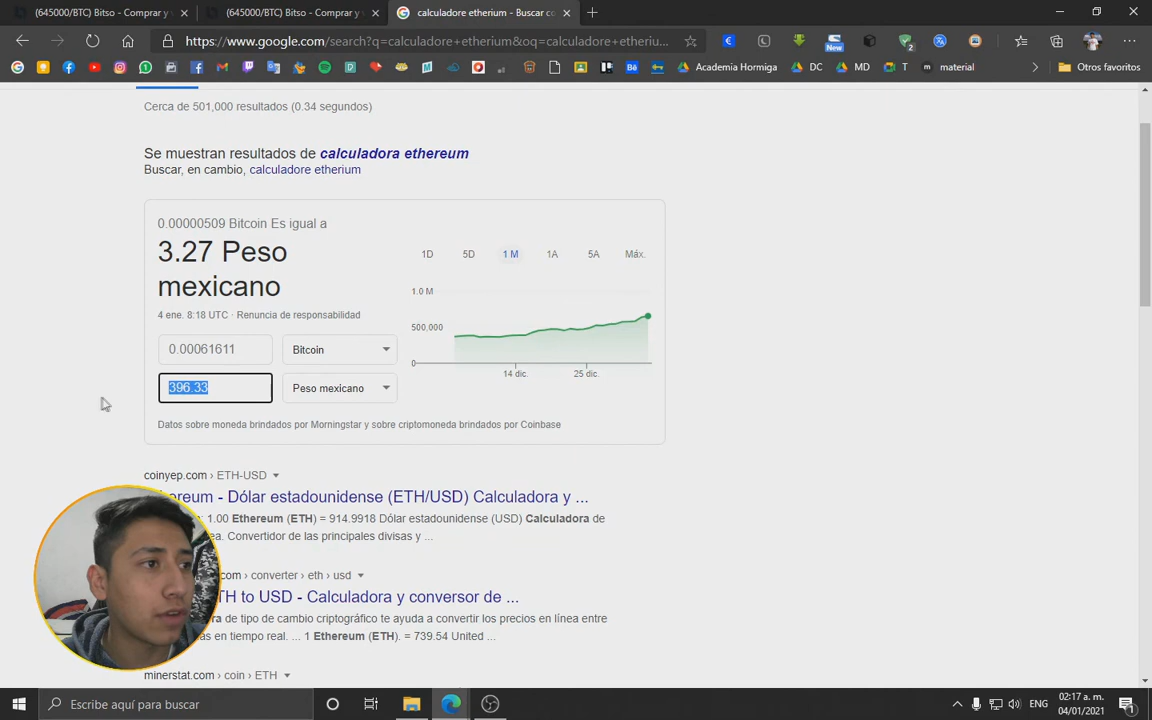 (645000/BTC) Bitso - Comprar y
(645000/BTC) Bitso - Comprar y
calculadore etherium - Buscar co
https://www.google.com/search?q=calculadore+etherium&oq=calculadore+etheriu...
New
Academia Hormiga
DC
MD
T
material
Otros favoritos
Cerca de 501,000 resultados (0.34 segundos)
Se muestran resultados de calculadora ethereum
Buscar, en cambio, calculadore etherium
0.00000509 Bitcoin Es igual a
3.27 Peso
mexicano
4 ene. 8:18 UTC · Renuncia de responsabilidad
0.00061611
Bitcoin
396.33
Peso mexicano
1D
5D
1 M
1A
5A
Máx.
1.0 M
500,000
0
14 dic.
25 dic.
Datos sobre moneda brindados por Morningstar y sobre criptomoneda brindados por Coinbase
coinyep.com › ETH-USD
ereum - Dólar estadounidense (ETH/USD) Calculadora y ...
1.00 Ethereum (ETH) = 914.9918 Dólar estadounidense (USD) Calculadora de
ea. Convertidor de las principales divisas y ...
com › converter › eth › usd
TH to USD - Calculadora y conversor de ...
ra de tipo de cambio criptográfico te ayuda a convertir los precios en línea entre
as en tiempo real. ... 1 Ethereum (ETH). = 739.54 United ...
minerstat.com › coin › ETH
Escribe aquí para buscar
ENG
02:17 a. m.
04/01/2021
1